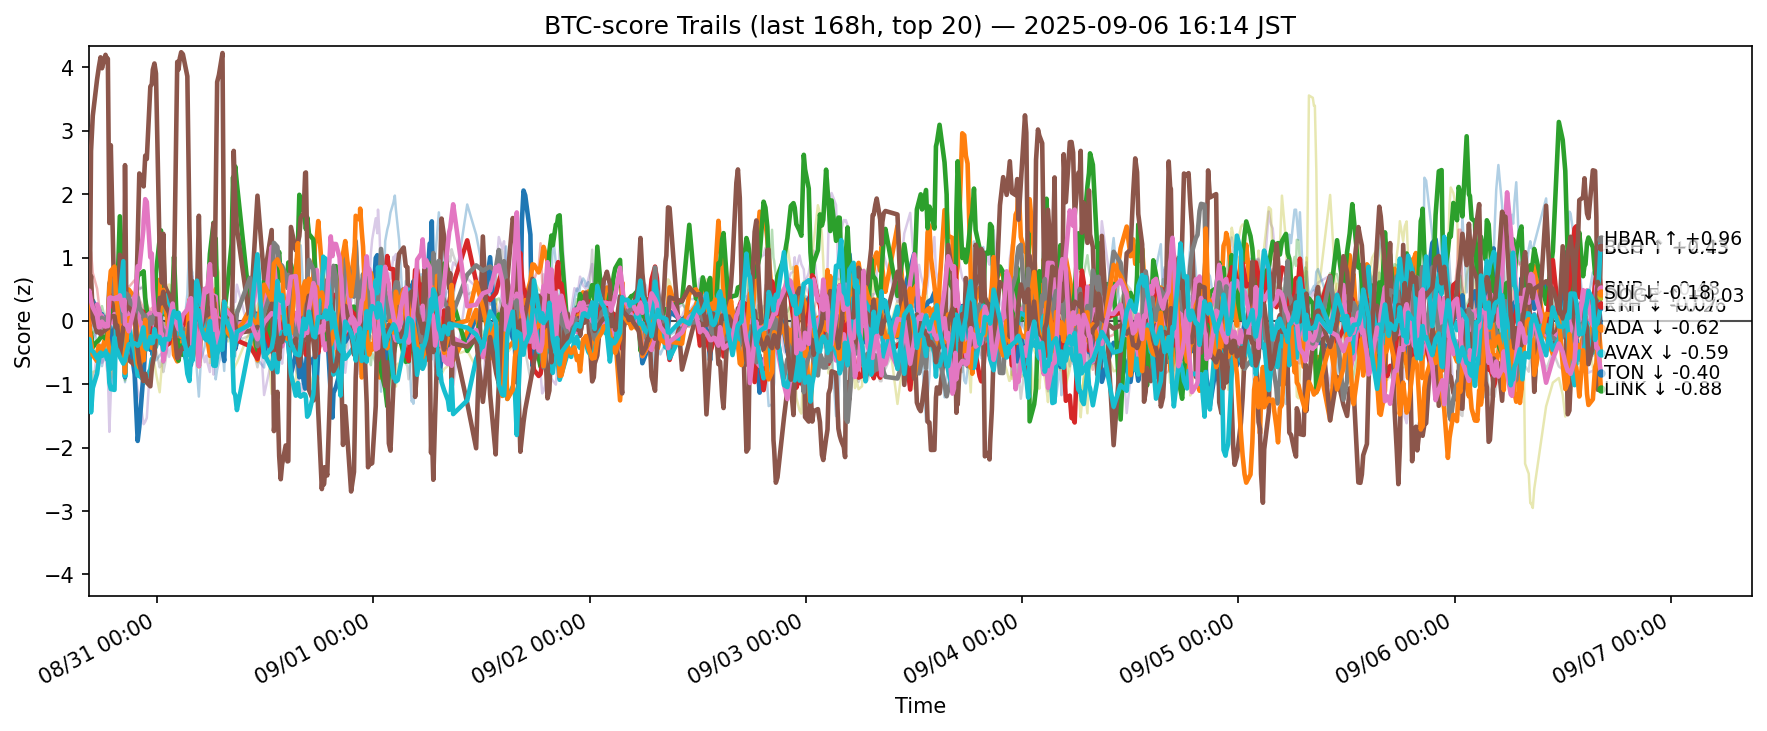 BTC-score Trails (last 168h, top 20) — 2025-09-06 16:14 JST
Score (z)
4
3
2
1
0
−1
−2
−3
−4
HBAR ↑ +0.96
BCH ↑ +0.45
SUI ↓ -0.18
ADA ↓ -0.62
AVAX ↓ -0.59
TON ↓ -0.40
LINK ↓ -0.88
08/31 00:00
09/01 00:00
09/02 00:00
09/03 00:00
09/04 00:00
09/05 00:00
09/06 00:00
09/07 00:00
Time